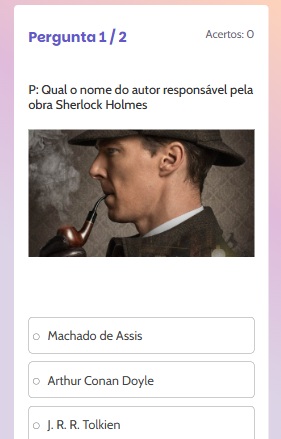 Pergunta 1 / 2
Acertos: 0
P: Qual o nome do autor responsável pela
obra Sherlock Holmes
Machado de Assis
Arthur Conan Doyle
J. R. R. Tolkien